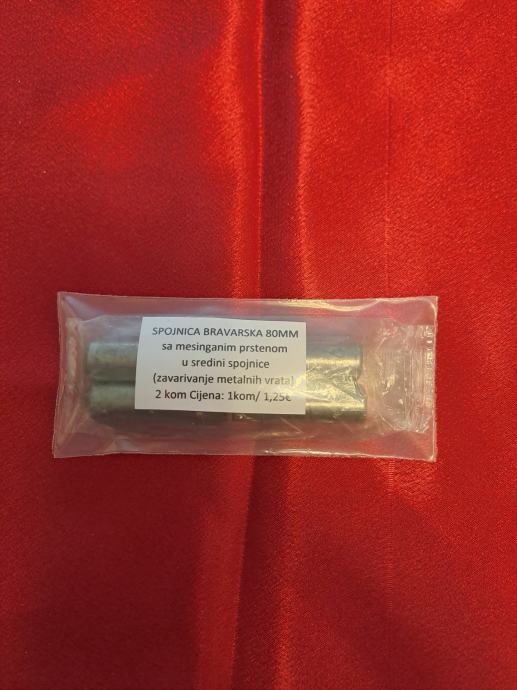 SPOJNICA BRAVARSKA 80MM
sa mesinganim prstenom
u sredini spojnice
(zavarivanje metalnih vrata)
2 kom Cijena: 1kom/ 1,25€